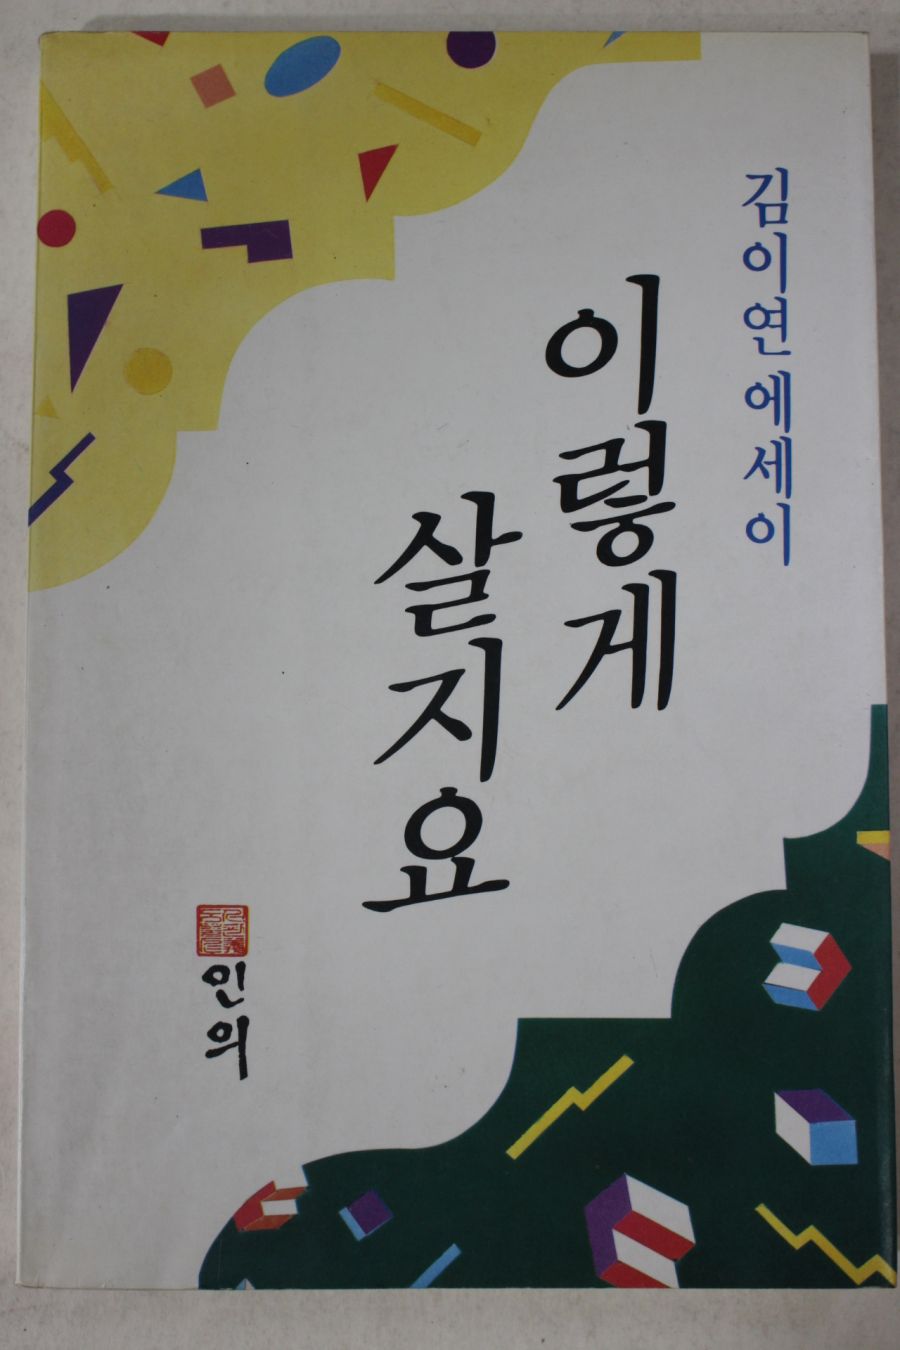 김이연 에세이
이렇게
살지요
인의